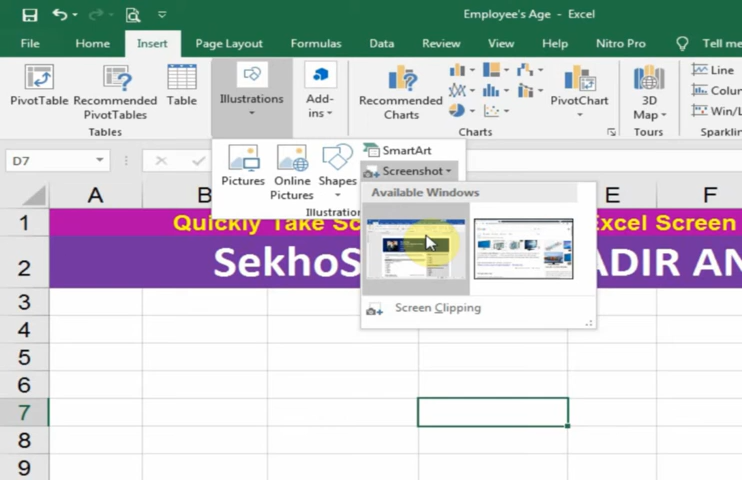 Employee's Age - Excel
File Home Insert Page Layout Formulas Data Review View Help Nitro Pro Tell me
PivotTable Recommended PivotTables Table Illustrations Add-ins Recommended Charts PivotChart 3D Map Line
Colun
Win/L
Tables Charts Tours Sparklin
D7
Pictures Online Pictures Shapes SmartArt
Screenshot
Illustration
Available Windows
Screen Clipping
A B E F
1 Quickly Take Sc Excel Screen
2 SekhoS ADIR AN
3
4
5
6
7
8
9